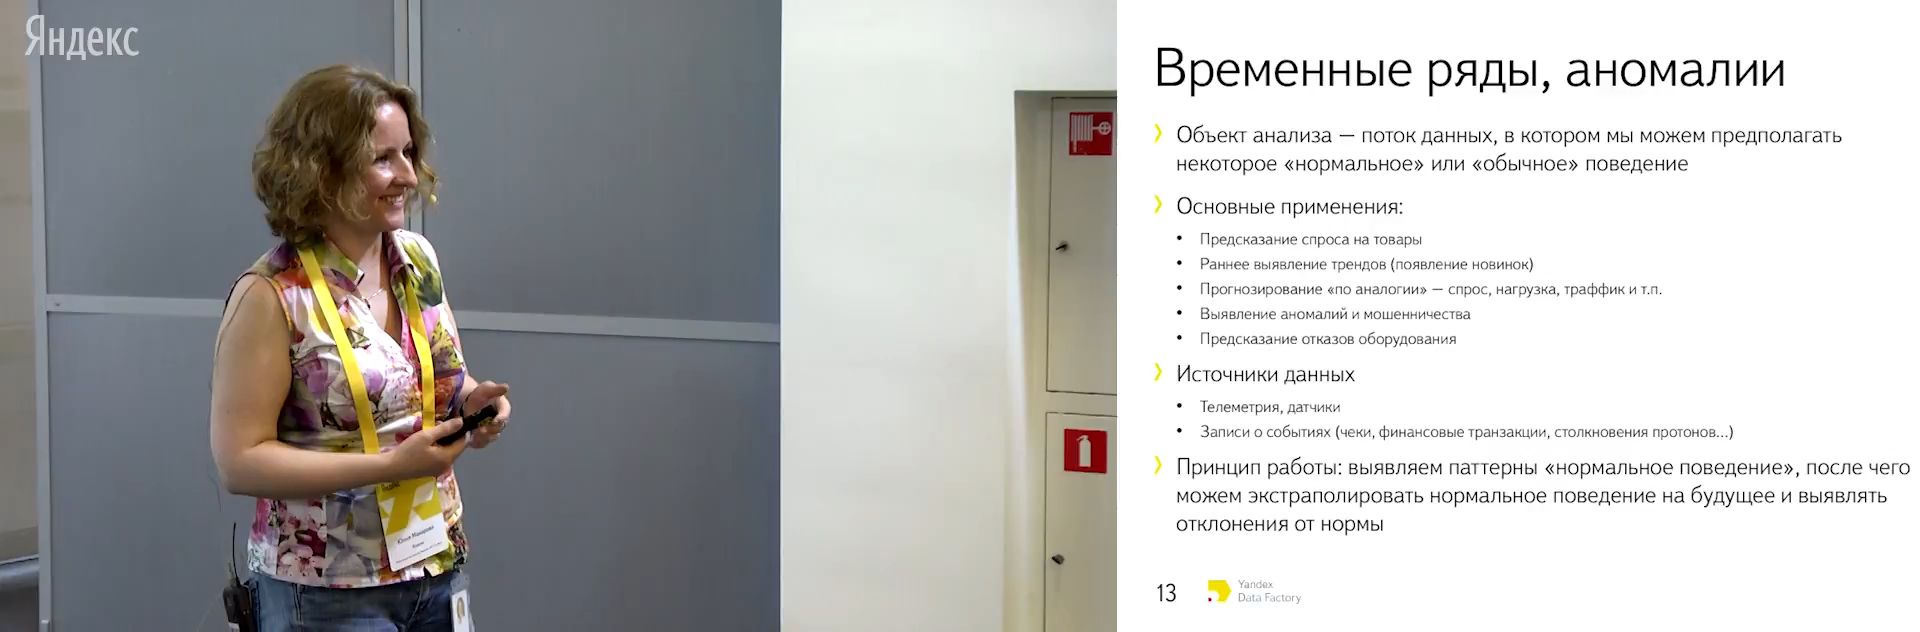 Яндекс
Юлия Макарова
Временные ряды, аномалии
Объект анализа — поток данных, в котором мы можем предполагать
некоторое «нормальное» или «обычное» поведение
Основные применения:
• Предсказание спроса на товары
• Раннее выявление трендов (появление новинок)
• Прогнозирование «по аналогии» — спрос, нагрузка, траффик и т.п.
• Выявление аномалий и мошенничества
• Предсказание отказов оборудования
Источники данных
• Телеметрия, датчики
• Записи о событиях (чеки, финансовые транзакции, столкновения протонов...)
Принцип работы: выявляем паттерны «нормальное поведение», после чего
можем экстраполировать нормальное поведение на будущее и выявлять
отклонения от нормы
13
Yandex
Data Factory